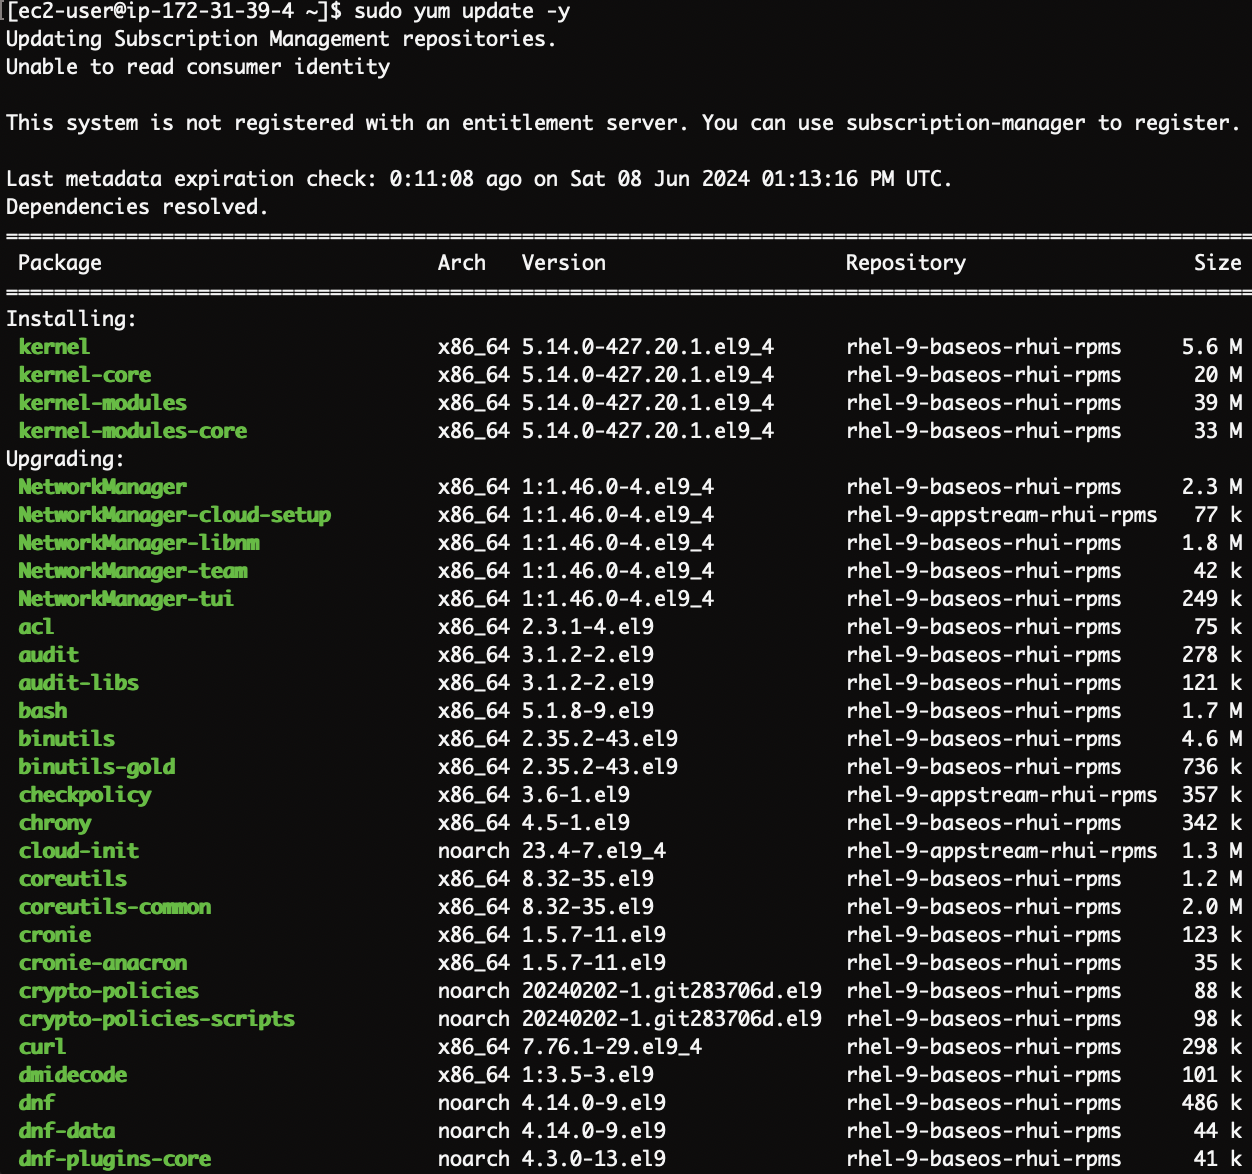 [ec2-user@ip-172-31-39-4 ~]$ sudo yum update -y
Updating Subscription Management repositories.
Unable to read consumer identity
This system is not registered with an entitlement server. You can use subscription-manager to register.
Last metadata expiration check: 0:11:08 ago on Sat 08 Jun 2024 01:13:16 PM UTC.
Dependencies resolved.
Package Arch Version Repository Size
Installing:
kernel x86_64 5.14.0-427.20.1.el9_4 rhel-9-baseos-rhui-rpms 5.6 M
kernel-core x86_64 5.14.0-427.20.1.el9_4 rhel-9-baseos-rhui-rpms 20 M
kernel-modules x86_64 5.14.0-427.20.1.el9_4 rhel-9-baseos-rhui-rpms 39 M
kernel-modules-core x86_64 5.14.0-427.20.1.el9_4 rhel-9-baseos-rhui-rpms 33 M
Upgrading:
NetworkManager x86_64 1:1.46.0-4.el9_4 rhel-9-baseos-rhui-rpms 2.3 M
NetworkManager-cloud-setup x86_64 1:1.46.0-4.el9_4 rhel-9-appstream-rhui-rpms 77 k
NetworkManager-libnm x86_64 1:1.46.0-4.el9_4 rhel-9-baseos-rhui-rpms 1.8 M
NetworkManager-team x86_64 1:1.46.0-4.el9_4 rhel-9-baseos-rhui-rpms 42 k
NetworkManager-tui x86_64 1:1.46.0-4.el9_4 rhel-9-baseos-rhui-rpms 249 k
acl x86_64 2.3.1-4.el9 rhel-9-baseos-rhui-rpms 75 k
audit x86_64 3.1.2-2.el9 rhel-9-baseos-rhui-rpms 278 k
audit-libs x86_64 3.1.2-2.el9 rhel-9-baseos-rhui-rpms 121 k
bash x86_64 5.1.8-9.el9 rhel-9-baseos-rhui-rpms 1.7 M
binutils x86_64 2.35.2-43.el9 rhel-9-baseos-rhui-rpms 4.6 M
binutils-gold x86_64 2.35.2-43.el9 rhel-9-baseos-rhui-rpms 736 k
checkpolicy x86_64 3.6-1.el9 rhel-9-appstream-rhui-rpms 357 k
chrony x86_64 4.5-1.el9 rhel-9-baseos-rhui-rpms 342 k
cloud-init noarch 23.4-7.el9_4 rhel-9-appstream-rhui-rpms 1.3 M
coreutils x86_64 8.32-35.el9 rhel-9-baseos-rhui-rpms 1.2 M
coreutils-common x86_64 8.32-35.el9 rhel-9-baseos-rhui-rpms 2.0 M
cronie x86_64 1.5.7-11.el9 rhel-9-baseos-rhui-rpms 123 k
cronie-anacron x86_64 1.5.7-11.el9 rhel-9-baseos-rhui-rpms 35 k
crypto-policies noarch 20240202-1.git283706d.el9 rhel-9-baseos-rhui-rpms 88 k
crypto-policies-scripts noarch 20240202-1.git283706d.el9 rhel-9-baseos-rhui-rpms 98 k
curl x86_64 7.76.1-29.el9_4 rhel-9-baseos-rhui-rpms 298 k
dmidecode x86_64 1:3.5-3.el9 rhel-9-baseos-rhui-rpms 101 k
dnf noarch 4.14.0-9.el9 rhel-9-baseos-rhui-rpms 486 k
dnf-data noarch 4.14.0-9.el9 rhel-9-baseos-rhui-rpms 44 k
dnf-plugins-core noarch 4.3.0-13.el9 rhel-9-baseos-rhui-rpms 41 k